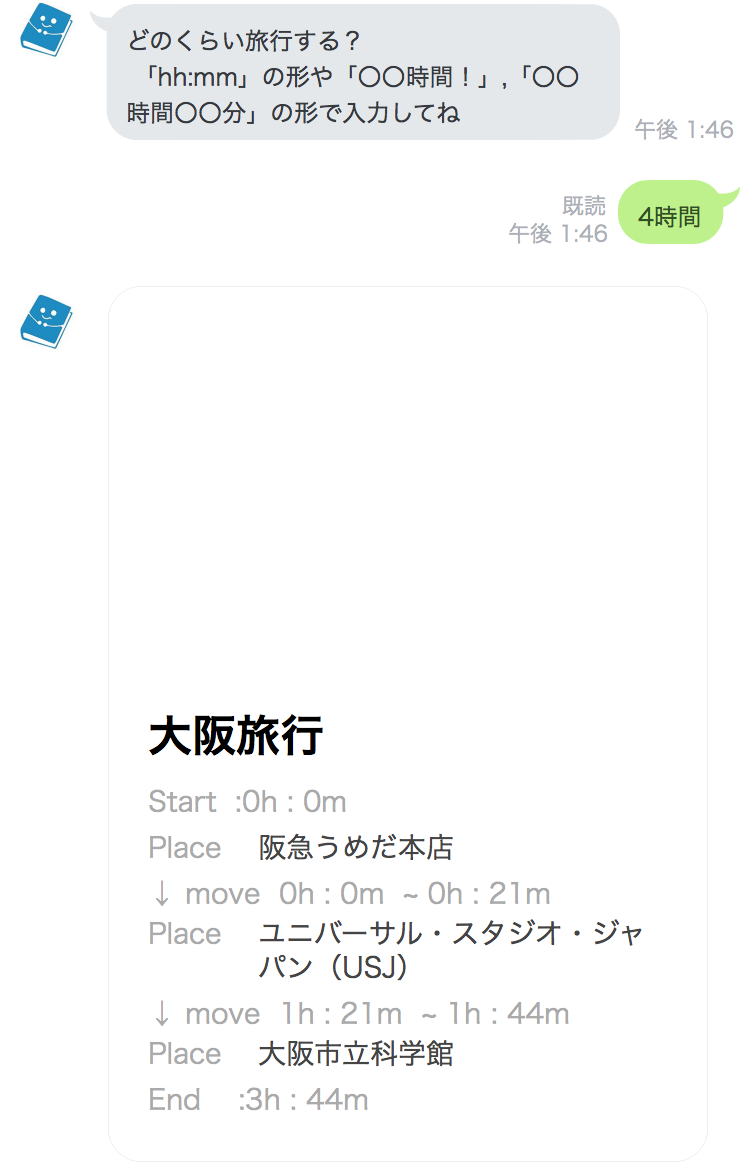 どのくらい旅行する？
「hh:mm」の形や「〇〇時間！」,「〇〇
時間〇〇分」の形で入力してね
午後 1:46
既読
午後 1:46
4時間
大阪旅行
Start :0h : 0m
Place 阪急うめだ本店
↓ move 0h : 0m ~ 0h : 21m
Place ユニバーサル・スタジオ・ジャ
パン（USJ）
↓ move 1h : 21m ~ 1h : 44m
Place 大阪市立科学館
End :3h : 44m